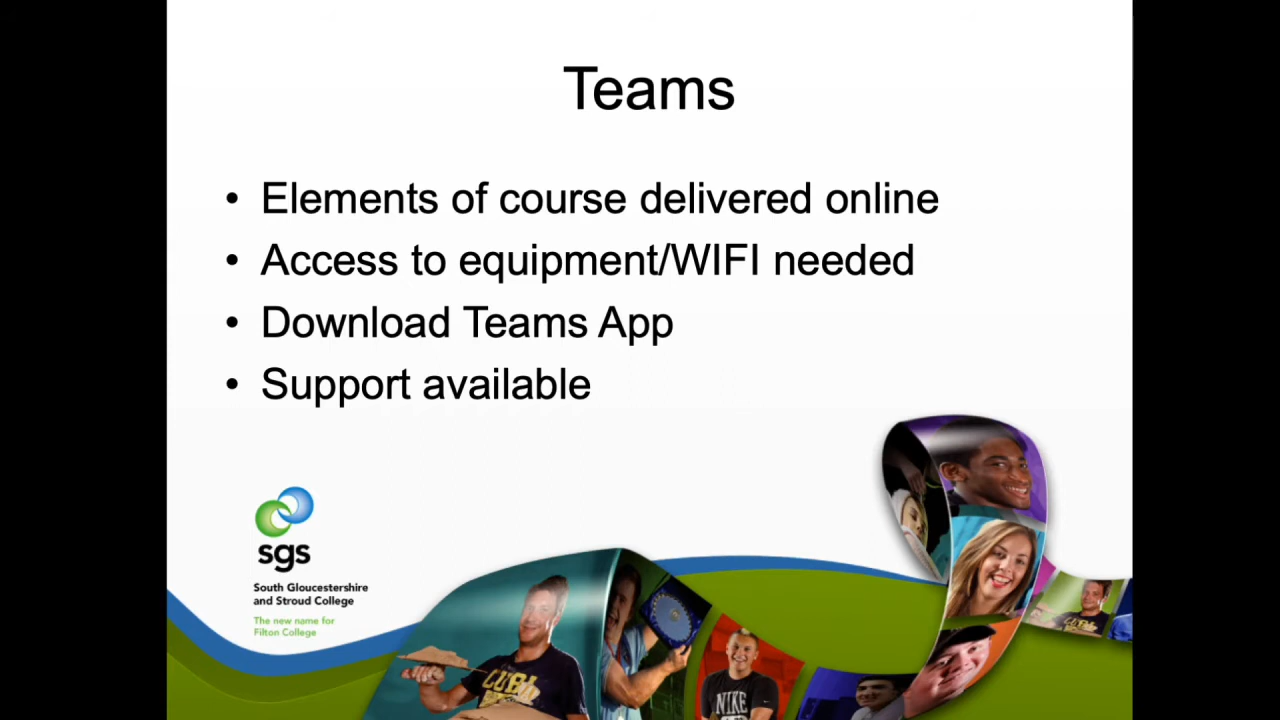 Teams
• Elements of course delivered online
• Access to equipment/WIFI needed
• Download Teams App
• Support available
sgs
South Gloucestershire
and Stroud College
The new name for
Filton College
NIKE